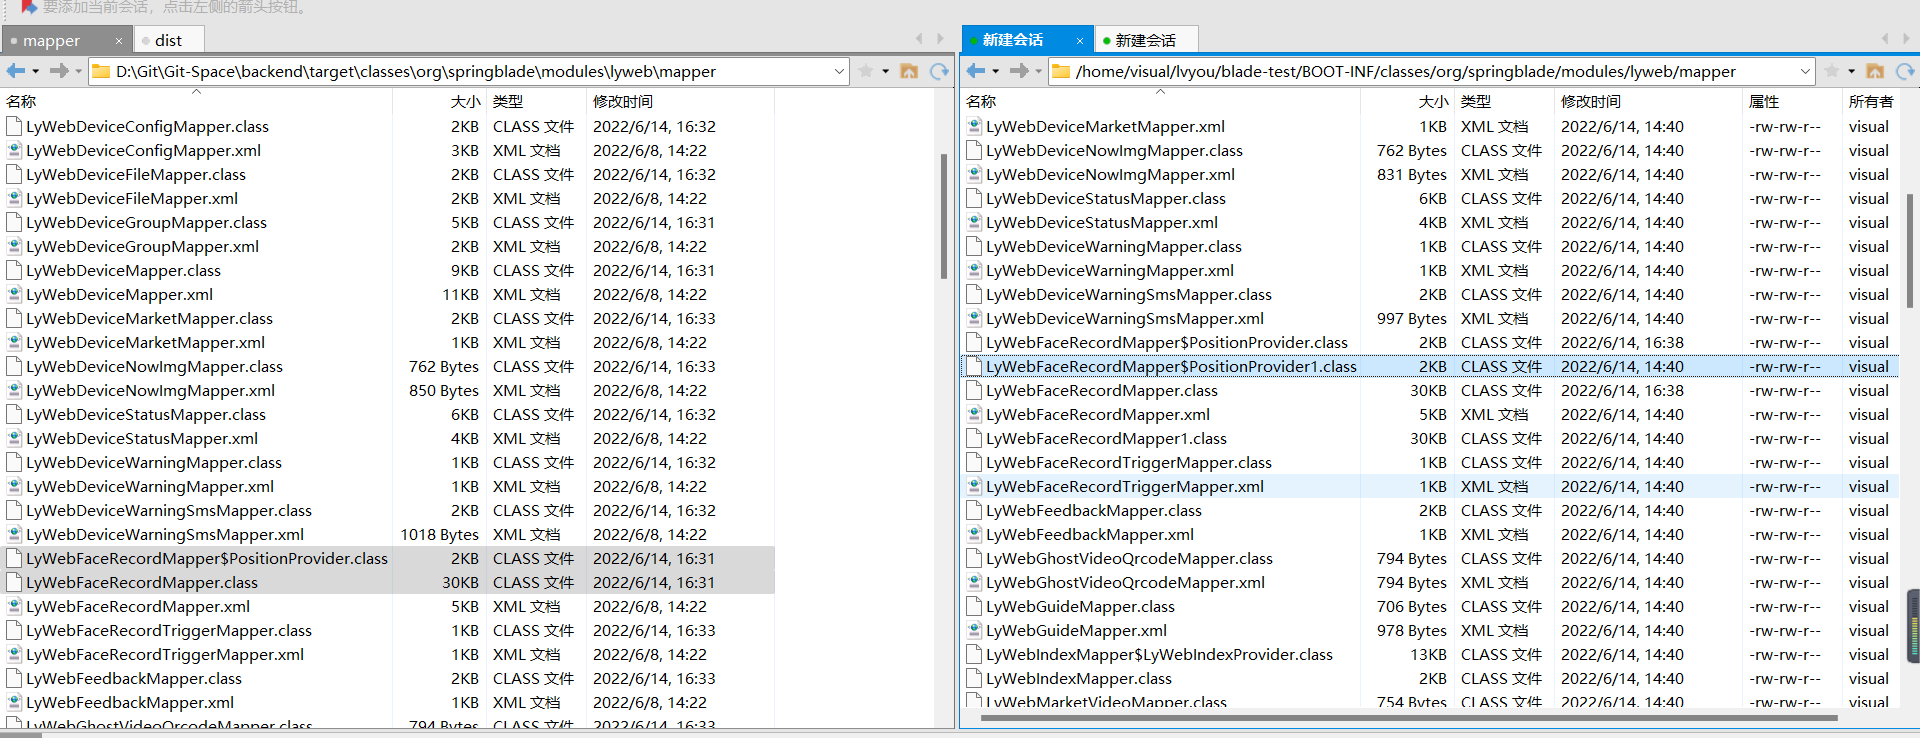 要添加当前会话，点击左侧的箭头按钮。
mapper × dist
D:\Git\Git-Space\backend\target\classes\org\springblade\modules\lyweb\mapper
名称 大小 类型 修改时间
LyWebDeviceConfigMapper.class 2KB CLASS 文件 2022/6/14, 16:32
LyWebDeviceConfigMapper.xml 3KB XML 文档 2022/6/8, 14:22
LyWebDeviceFileMapper.class 2KB CLASS 文件 2022/6/14, 16:32
LyWebDeviceFileMapper.xml 2KB XML 文档 2022/6/8, 14:22
LyWebDeviceGroupMapper.class 5KB CLASS 文件 2022/6/14, 16:31
LyWebDeviceGroupMapper.xml 2KB XML 文档 2022/6/8, 14:22
LyWebDeviceMapper.class 9KB CLASS 文件 2022/6/14, 16:31
LyWebDeviceMapper.xml 11KB XML 文档 2022/6/8, 14:22
LyWebDeviceMarketMapper.class 2KB CLASS 文件 2022/6/14, 16:33
LyWebDeviceMarketMapper.xml 1KB XML 文档 2022/6/8, 14:22
LyWebDeviceNowImgMapper.class 762 Bytes CLASS 文件 2022/6/14, 16:33
LyWebDeviceNowImgMapper.xml 850 Bytes XML 文档 2022/6/8, 14:22
LyWebDeviceStatusMapper.class 6KB CLASS 文件 2022/6/14, 16:32
LyWebDeviceStatusMapper.xml 4KB XML 文档 2022/6/8, 14:22
LyWebDeviceWarningMapper.class 1KB CLASS 文件 2022/6/14, 16:32
LyWebDeviceWarningMapper.xml 1KB XML 文档 2022/6/8, 14:22
LyWebDeviceWarningSmsMapper.class 2KB CLASS 文件 2022/6/14, 16:32
LyWebDeviceWarningSmsMapper.xml 1018 Bytes XML 文档 2022/6/8, 14:22
LyWebFaceRecordMapper$PositionProvider.class 2KB CLASS 文件 2022/6/14, 16:31
LyWebFaceRecordMapper.class 30KB CLASS 文件 2022/6/14, 16:31
LyWebFaceRecordMapper.xml 5KB XML 文档 2022/6/8, 14:22
LyWebFaceRecordTriggerMapper.class 1KB CLASS 文件 2022/6/14, 16:33
LyWebFaceRecordTriggerMapper.xml 1KB XML 文档 2022/6/8, 14:22
LyWebFeedbackMapper.class 2KB CLASS 文件 2022/6/14, 16:33
LyWebFeedbackMapper.xml 1KB XML 文档 2022/6/8, 14:22
LyWebGhostVideoQrcodeMapper.class 794 Bytes CLASS 文件 2022/6/14, 16:33
新建会话 × 新建会话
/home/visual/lvyou/blade-test/BOOT-INF/classes/org/springblade/modules/lyweb/mapper
名称 大小 类型 修改时间 属性 所有者
LyWebDeviceMarketMapper.xml 1KB XML 文档 2022/6/14, 14:40 -rw-rw-r-- visual
LyWebDeviceNowImgMapper.class 762 Bytes CLASS 文件 2022/6/14, 14:40 -rw-rw-r-- visual
LyWebDeviceNowImgMapper.xml 831 Bytes XML 文档 2022/6/14, 14:40 -rw-rw-r-- visual
LyWebDeviceStatusMapper.class 6KB CLASS 文件 2022/6/14, 14:40 -rw-rw-r-- visual
LyWebDeviceStatusMapper.xml 4KB XML 文档 2022/6/14, 14:40 -rw-rw-r-- visual
LyWebDeviceWarningMapper.class 1KB CLASS 文件 2022/6/14, 14:40 -rw-rw-r-- visual
LyWebDeviceWarningMapper.xml 1KB XML 文档 2022/6/14, 14:40 -rw-rw-r-- visual
LyWebDeviceWarningSmsMapper.class 2KB CLASS 文件 2022/6/14, 14:40 -rw-rw-r-- visual
LyWebDeviceWarningSmsMapper.xml 997 Bytes XML 文档 2022/6/14, 14:40 -rw-rw-r-- visual
LyWebFaceRecordMapper$PositionProvider.class 2KB CLASS 文件 2022/6/14, 16:38 -rw-rw-r-- visual
LyWebFaceRecordMapper$PositionProvider1.class 2KB CLASS 文件 2022/6/14, 14:40 -rw-rw-r-- visual
LyWebFaceRecordMapper.class 30KB CLASS 文件 2022/6/14, 16:38 -rw-rw-r-- visual
LyWebFaceRecordMapper.xml 5KB XML 文档 2022/6/14, 14:40 -rw-rw-r-- visual
LyWebFaceRecordMapper1.class 30KB CLASS 文件 2022/6/14, 14:40 -rw-rw-r-- visual
LyWebFaceRecordTriggerMapper.class 1KB CLASS 文件 2022/6/14, 14:40 -rw-rw-r-- visual
LyWebFaceRecordTriggerMapper.xml 1KB XML 文档 2022/6/14, 14:40 -rw-rw-r-- visual
LyWebFeedbackMapper.class 2KB CLASS 文件 2022/6/14, 14:40 -rw-rw-r-- visual
LyWebFeedbackMapper.xml 1KB XML 文档 2022/6/14, 14:40 -rw-rw-r-- visual
LyWebGhostVideoQrcodeMapper.class 794 Bytes CLASS 文件 2022/6/14, 14:40 -rw-rw-r-- visual
LyWebGhostVideoQrcodeMapper.xml 794 Bytes XML 文档 2022/6/14, 14:40 -rw-rw-r-- visual
LyWebGuideMapper.class 706 Bytes CLASS 文件 2022/6/14, 14:40 -rw-rw-r-- visual
LyWebGuideMapper.xml 978 Bytes XML 文档 2022/6/14, 14:40 -rw-rw-r-- visual
LyWebIndexMapper$LyWebIndexProvider.class 13KB CLASS 文件 2022/6/14, 14:40 -rw-rw-r-- visual
LyWebIndexMapper.class 2KB CLASS 文件 2022/6/14, 14:40 -rw-rw-r-- visual
LyWebMarketVideoMapper.class 754 Bytes CLASS 文件 2022/6/14, 14:40 -rw-rw-r-- visual